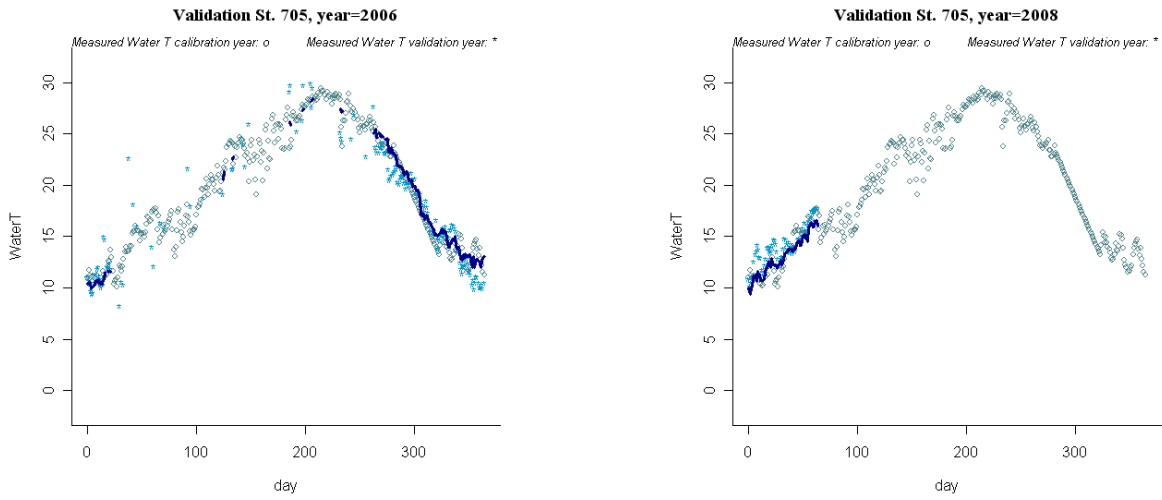 Validation St. 705, year=2006
Measured Water T calibration year: o Measured Water T validation year: *
WaterT
30
25
20
15
10
5
0
0 100 200 300
day
Validation St. 705, year=2008
Measured Water T calibration year: o Measured Water T validation year: *
WaterT
30
25
20
15
10
5
0
0 100 200 300
day